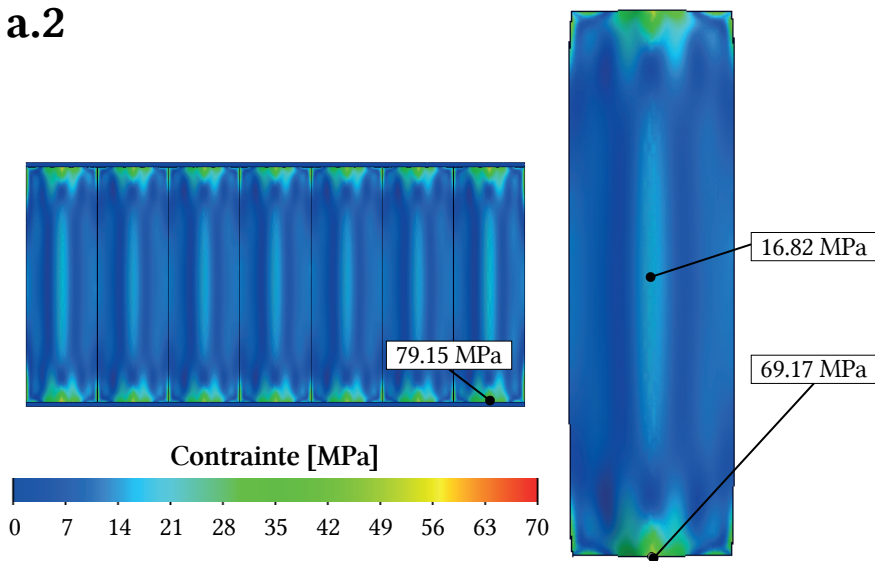 a.2
16.82 MPa
79.15 MPa
69.17 MPa
Contrainte [MPa]
0 7 14 21 28 35 42 49 56 63 70